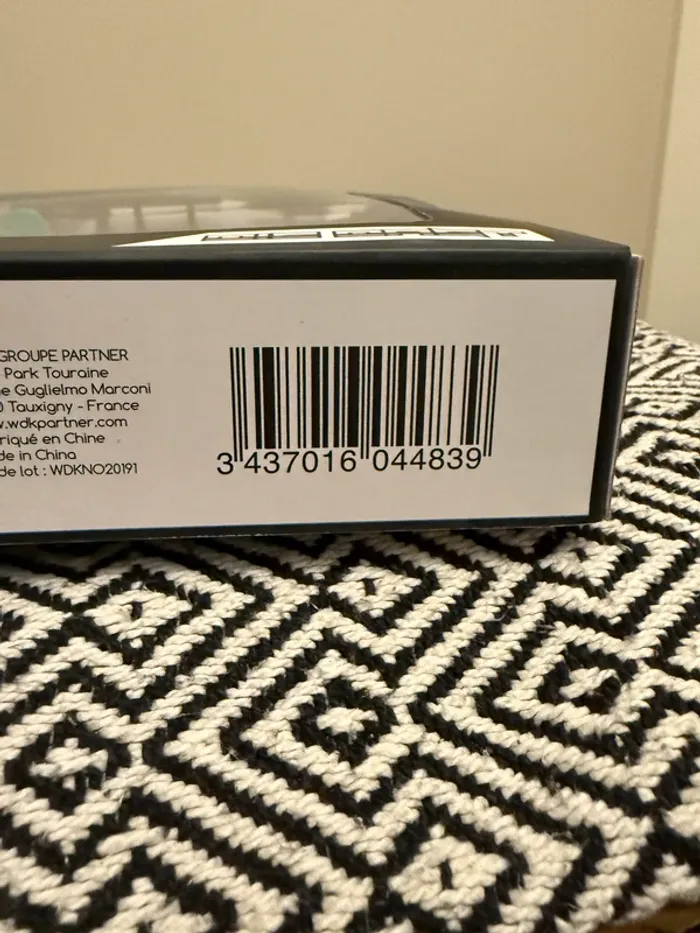 GROUPE PARTNER
Park Touraine
Guglielmo Marconi
Tauxigny - France
wdkpartner.com
riqué en Chine
de in China
de lot : WDKNO20191
3 437016 044839